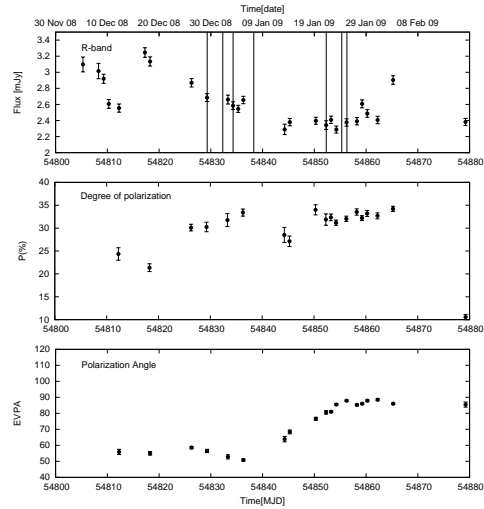 Time[date]
30 Nov 08 10 Dec 08 20 Dec 08 30 Dec 08 09 Jan 09 19 Jan 09 29 Jan 09 08 Feb 09
R-band
Flux [mJy]
3.4
3.2
3
2.8
2.6
2.4
2.2
2
54800 54810 54820 54830 54840 54850 54860 54870 54880
Degree of polarization
P(%)
40
35
30
25
20
15
10
54800 54810 54820 54830 54840 54850 54860 54870 54880
Polarization Angle
EVPA
120
110
100
90
80
70
60
50
40
54800 54810 54820 54830 54840 54850 54860 54870 54880
Time[MJD]